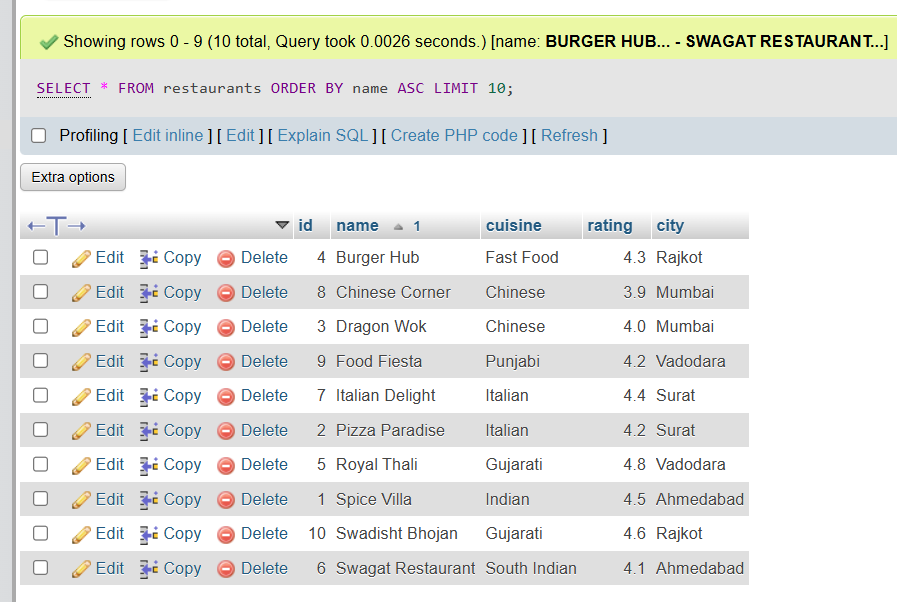 Showing rows 0 - 9 (10 total, Query took 0.0026 seconds.) [name: BURGER HUB... - SWAGAT RESTAURANT...]
SELECT * FROM restaurants ORDER BY name ASC LIMIT 10;
Profiling [ Edit inline ] [ Edit ] [ Explain SQL ] [ Create PHP code ] [ Refresh ]
Extra options
←T→ id name 1 cuisine rating city
Edit Copy Delete 4 Burger Hub Fast Food 4.3 Rajkot
Edit Copy Delete 8 Chinese Corner Chinese 3.9 Mumbai
Edit Copy Delete 3 Dragon Wok Chinese 4.0 Mumbai
Edit Copy Delete 9 Food Fiesta Punjabi 4.2 Vadodara
Edit Copy Delete 7 Italian Delight Italian 4.4 Surat
Edit Copy Delete 2 Pizza Paradise Italian 4.2 Surat
Edit Copy Delete 5 Royal Thali Gujarati 4.8 Vadodara
Edit Copy Delete 1 Spice Villa Indian 4.5 Ahmedabad
Edit Copy Delete 10 Swadisht Bhojan Gujarati 4.6 Rajkot
Edit Copy Delete 6 Swagat Restaurant South Indian 4.1 Ahmedabad